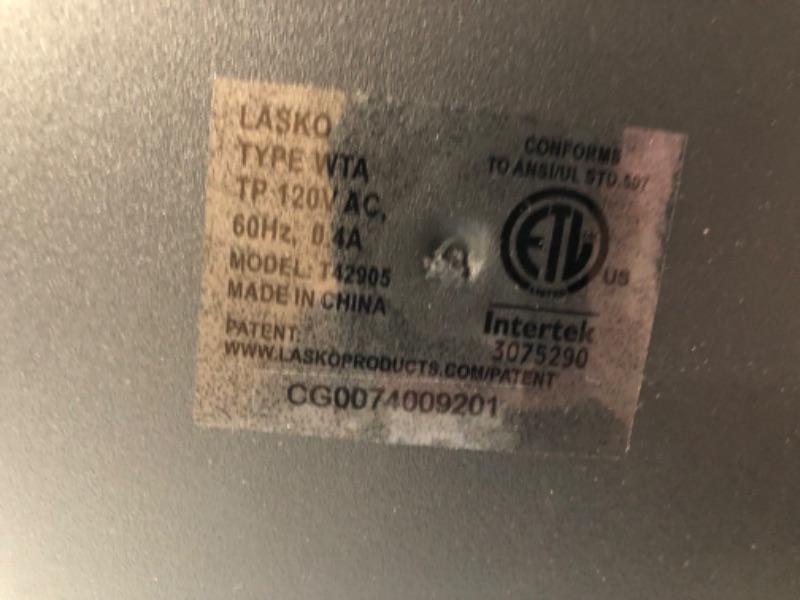 LASKO
TYPE WTA
TP 120V AC,
60Hz, 0.4A
MODEL: T42905
MADE IN CHINA
PATENT:
WWW.LASKOPRODUCTS.COM/PATENT
CG0074009201
CONFORMS
TO ANSI/UL STD.507
ETL
LISTED
US
Intertek
3075290